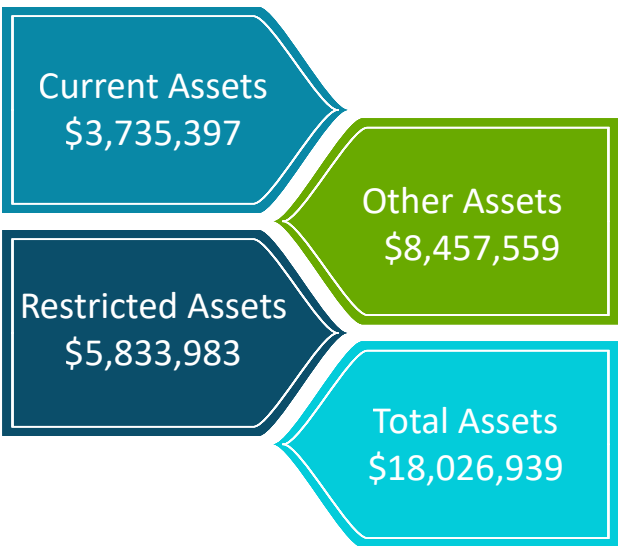 Current Assets
$3,735,397
Other Assets
$8,457,559
Restricted Assets
$5,833,983
Total Assets
$18,026,939